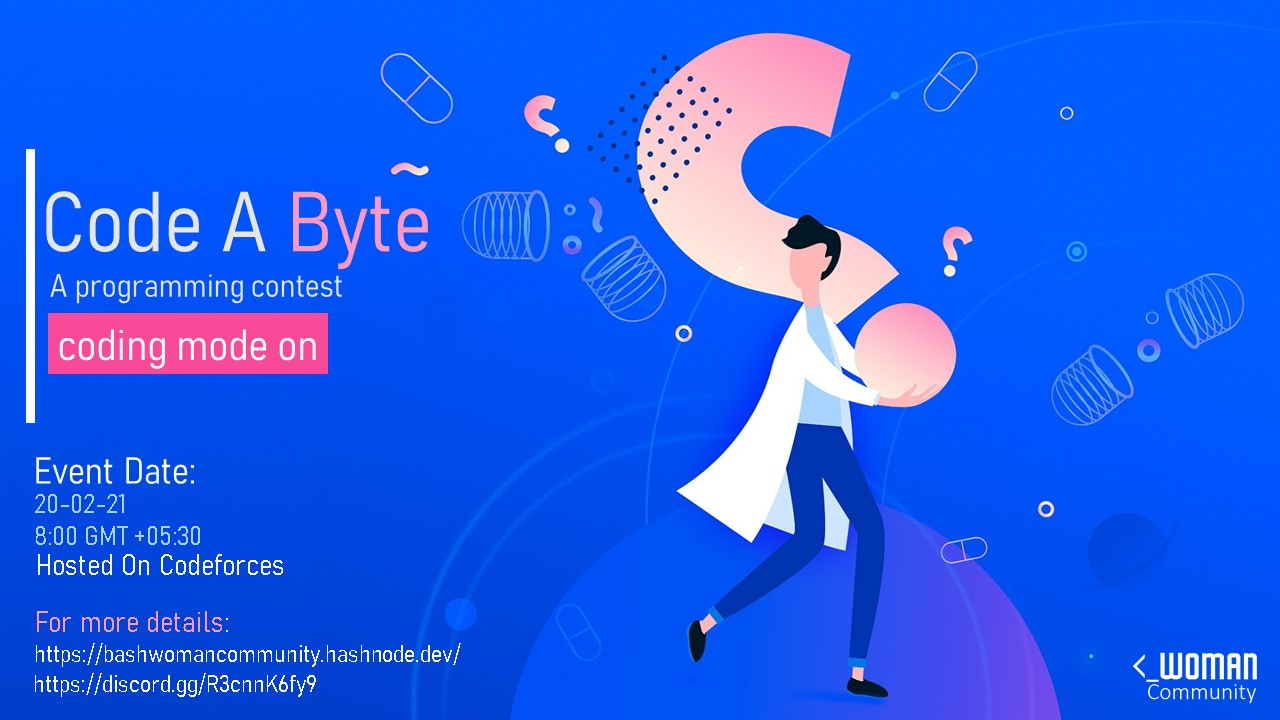 Code A Byte
A programming contest
coding mode on
Event Date:
20-02-21
8:00 GMT +05:30
Hosted On Codeforces
For more details:
https://bashwomancommunity.hashnode.dev/
https://discord.gg/R3cnnK6fy9
<_WOMAN
Community